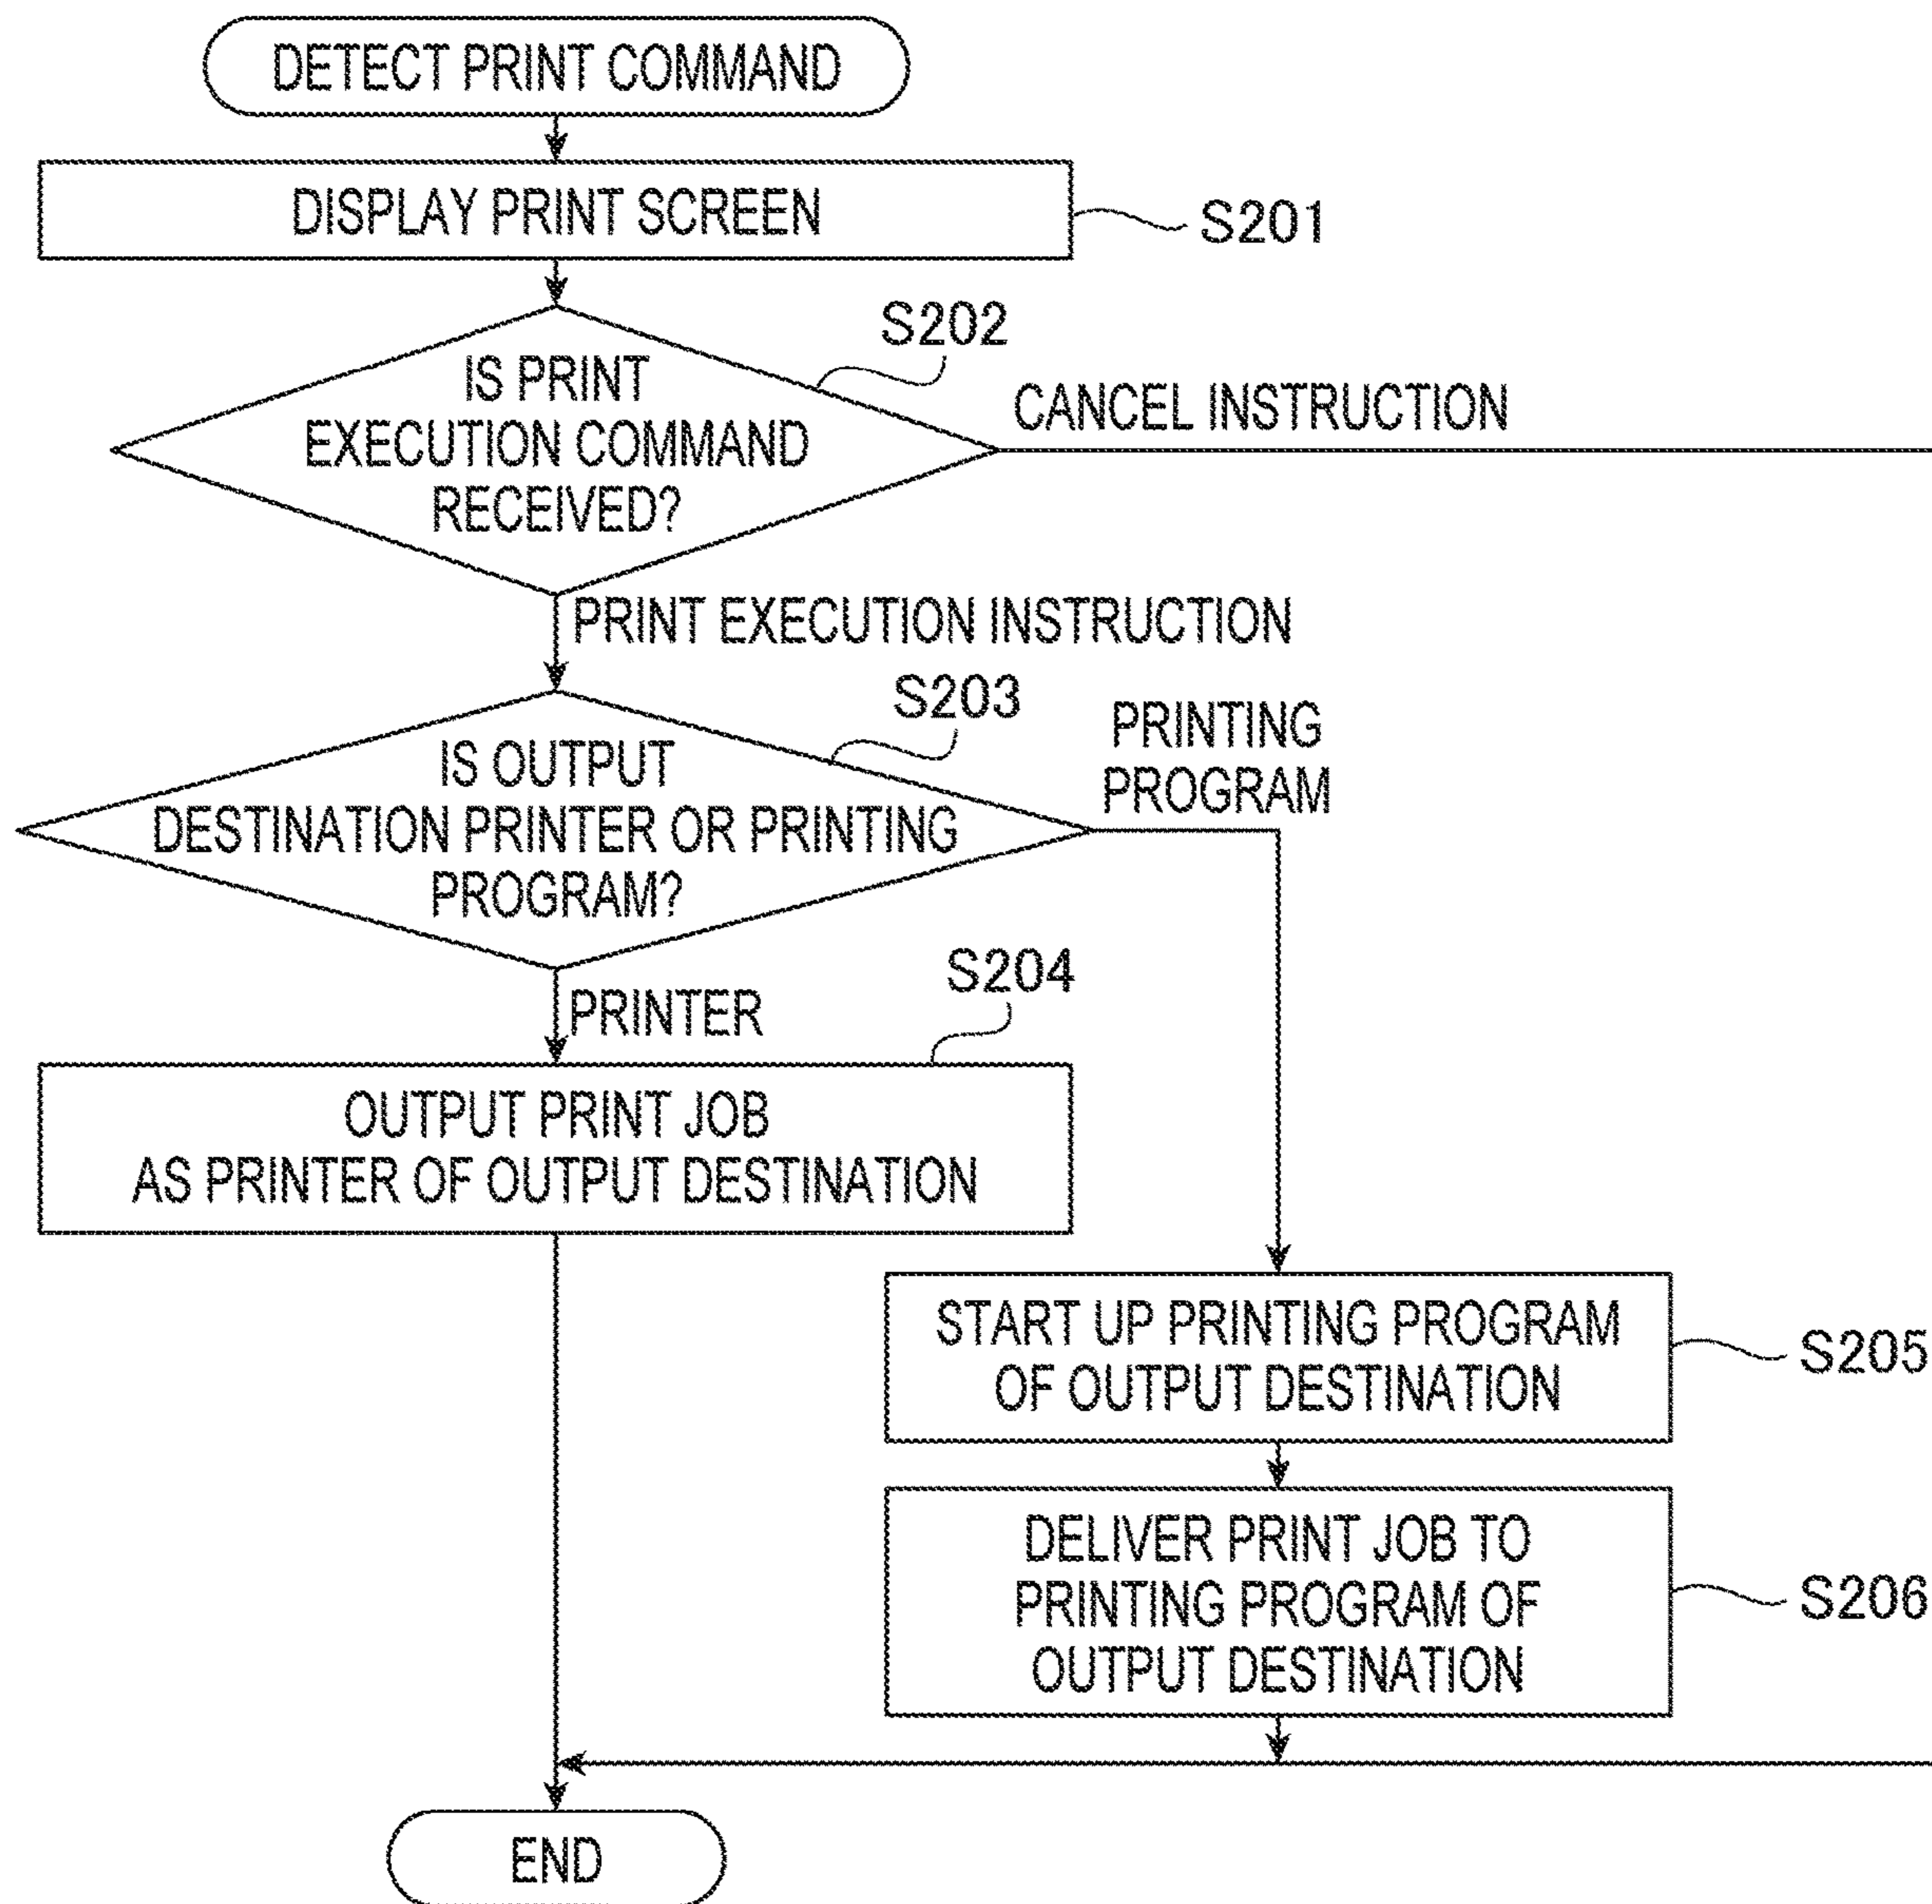 DETECT PRINT COMMAND
DISPLAY PRINT SCREEN
S201
S202
IS PRINT
EXECUTION COMMAND
RECEIVED?
CANCEL INSTRUCTION
PRINT EXECUTION INSTRUCTION
S203
IS OUTPUT
DESTINATION PRINTER OR PRINTING
PROGRAM?
PRINTING
PROGRAM
PRINTER
S204
OUTPUT PRINT JOB
AS PRINTER OF OUTPUT DESTINATION
START UP PRINTING PROGRAM
OF OUTPUT DESTINATION
S205
DELIVER PRINT JOB TO
PRINTING PROGRAM OF
OUTPUT DESTINATION
S206
END